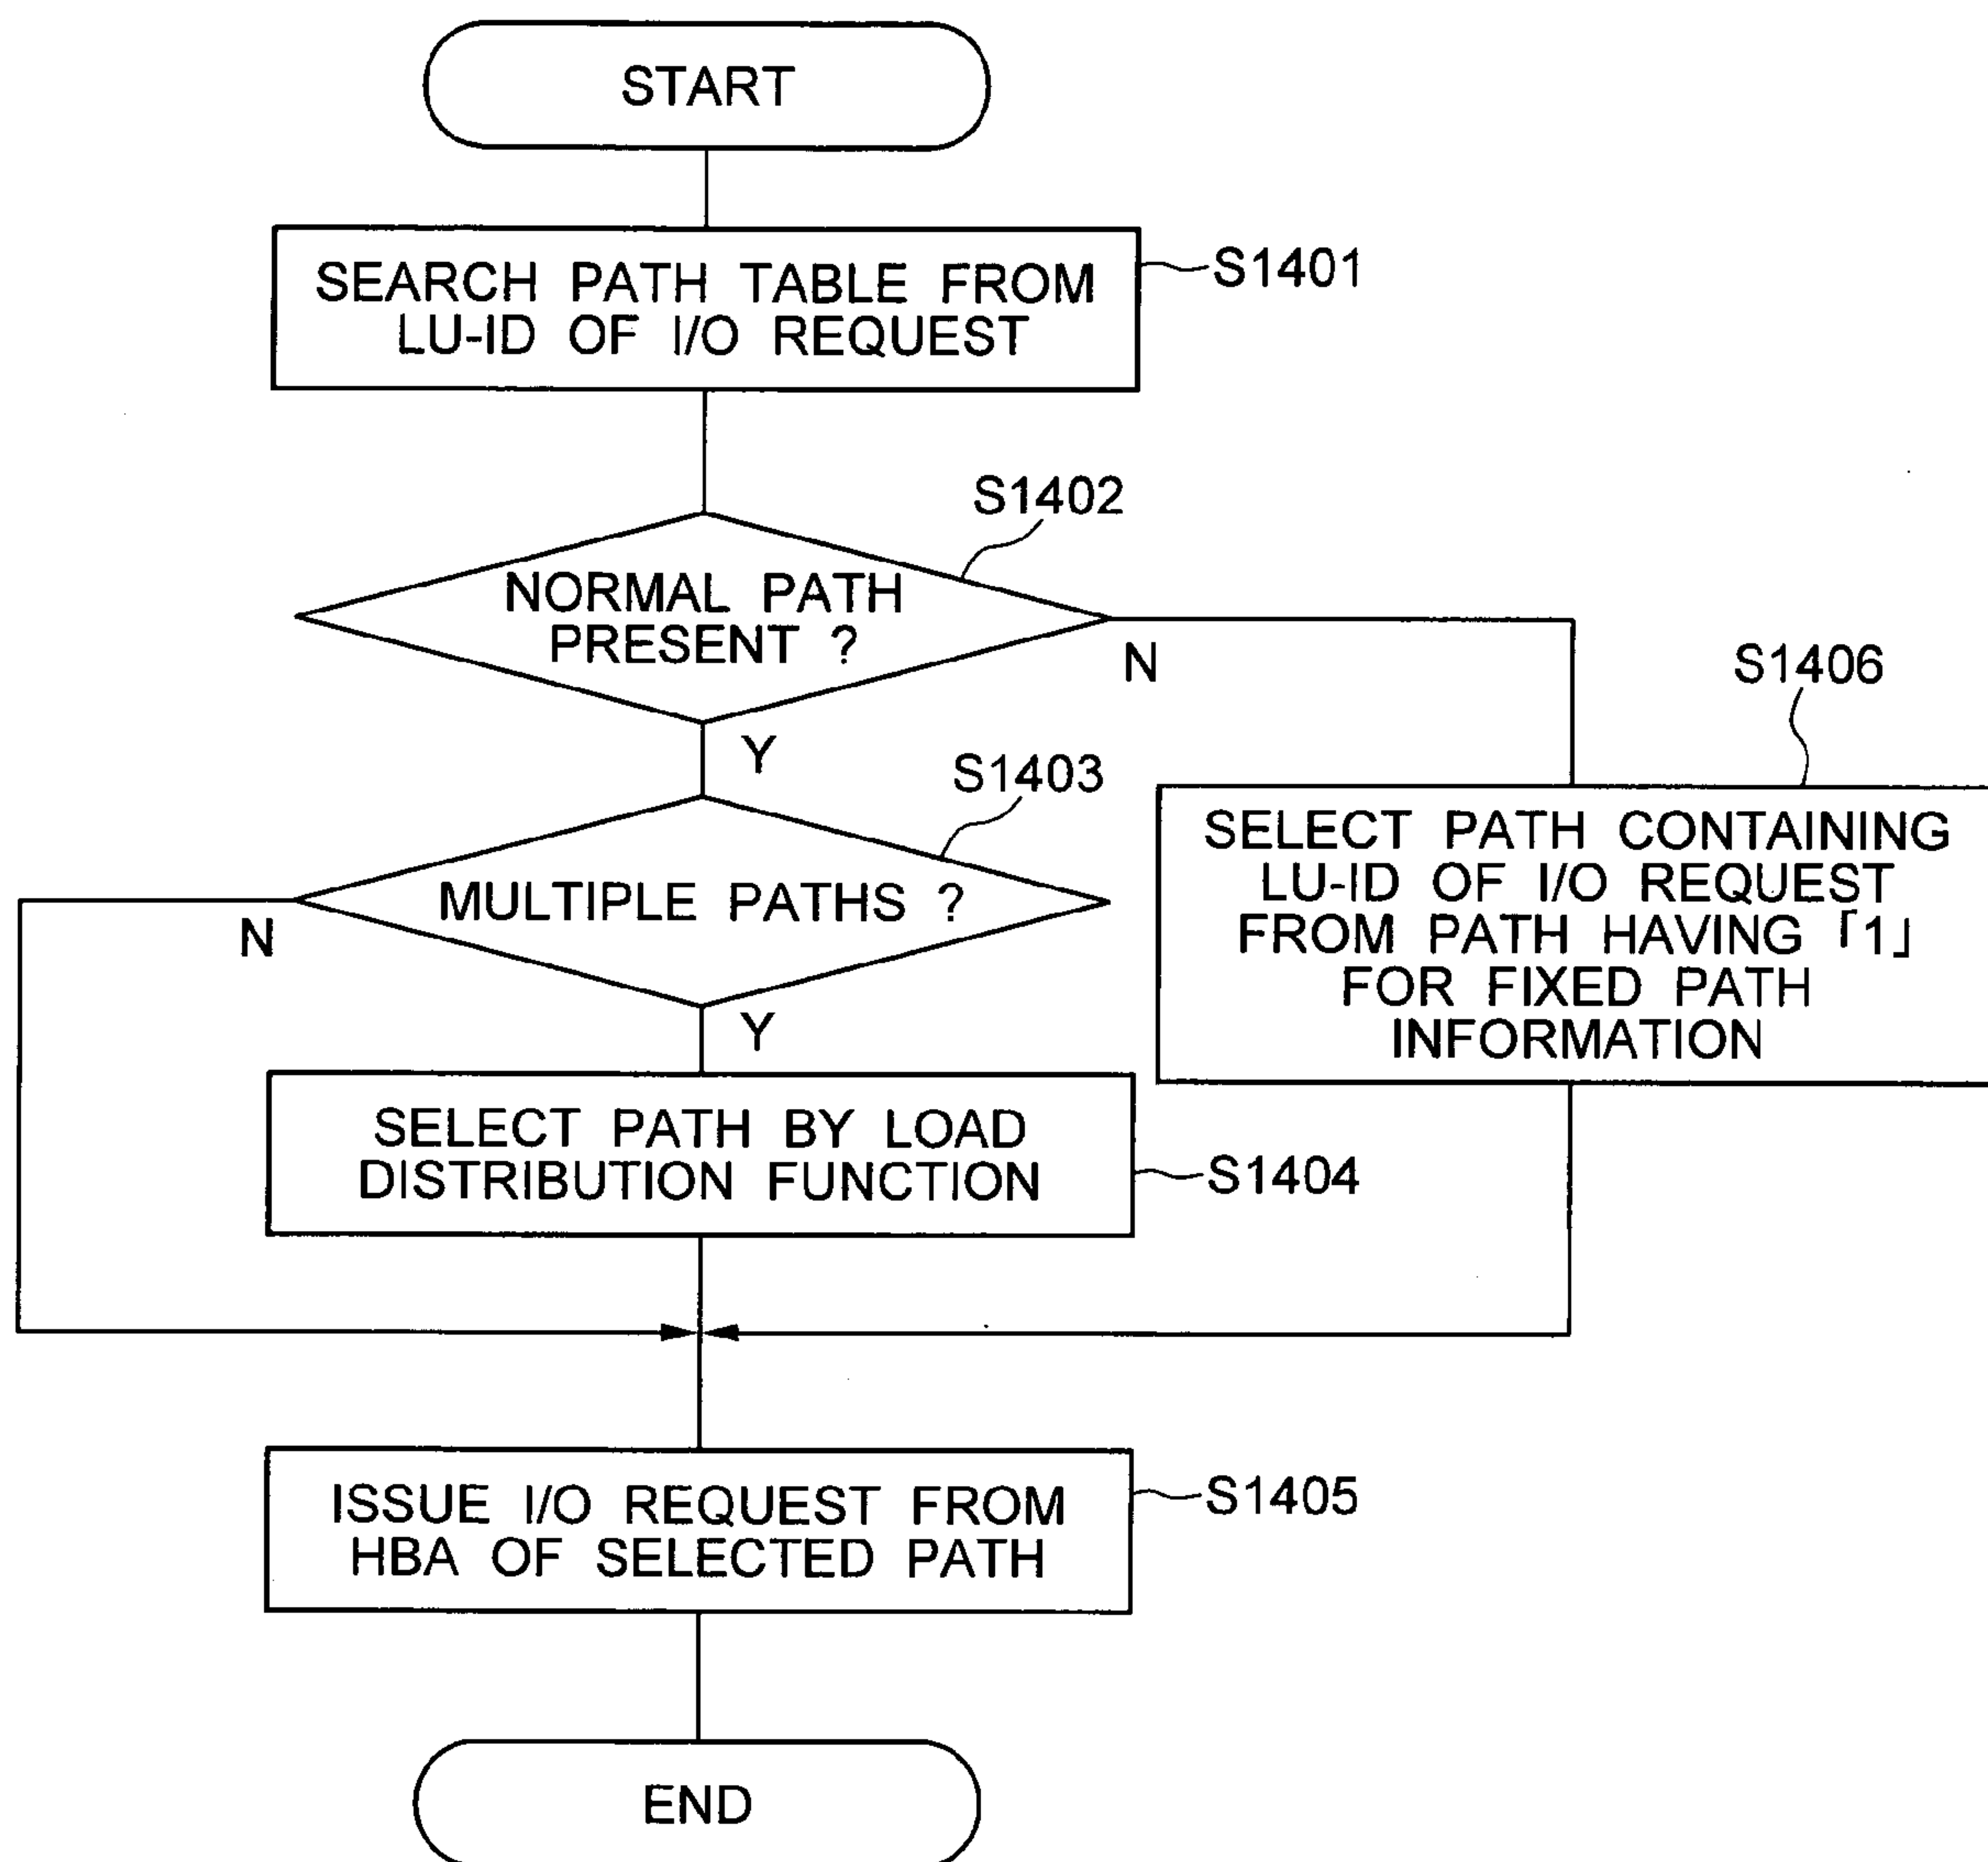 START
SEARCH PATH TABLE FROM
LU-ID OF I/O REQUEST
S1401
S1402
NORMAL PATH
PRESENT ?
N
Y
S1406
S1403
MULTIPLE PATHS ?
N
Y
SELECT PATH CONTAINING
LU-ID OF I/O REQUEST
FROM PATH HAVING「1」
FOR FIXED PATH
INFORMATION
SELECT PATH BY LOAD
DISTRIBUTION FUNCTION
S1404
ISSUE I/O REQUEST FROM
HBA OF SELECTED PATH
S1405
END